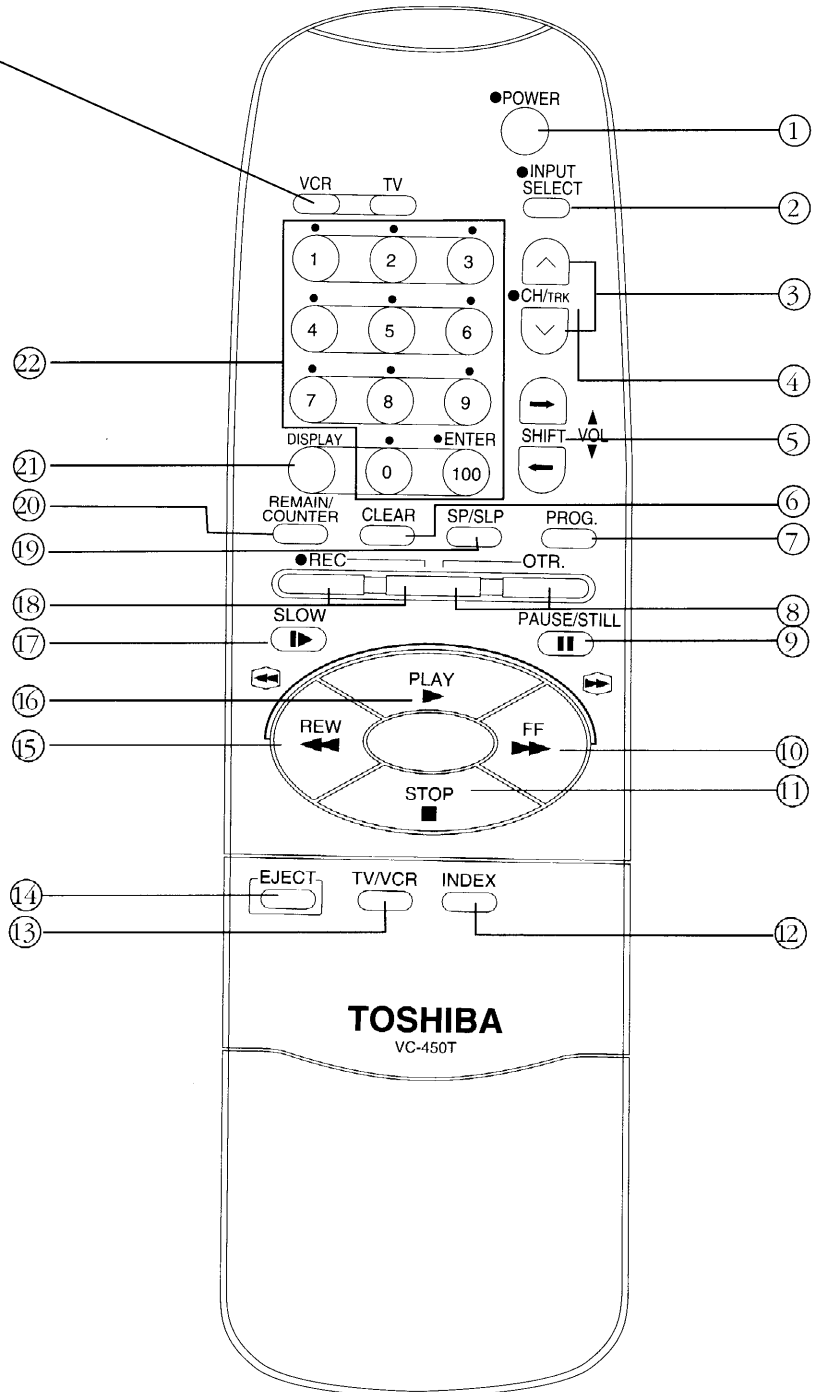 ●POWER
①
VCR TV
●INPUT
SELECT
②
1 2 3
③
●CH/TRK
4 5 6
④
㉒
7 8 9
SHIFT VOL
⑤
DISPLAY
●ENTER
0 100
㉑
⑥
⑳
REMAIN/
COUNTER
CLEAR SP/SLP PROG.
⑦
⑲
●REC OTR.
⑱ ⑧
SLOW PAUSE/STILL
⑰ ⑨
PLAY
⑯
REW FF
⑮ ⑩
STOP
⑪
EJECT TV/VCR INDEX
⑭
⑬ ⑫
TOSHIBA
VC-450T